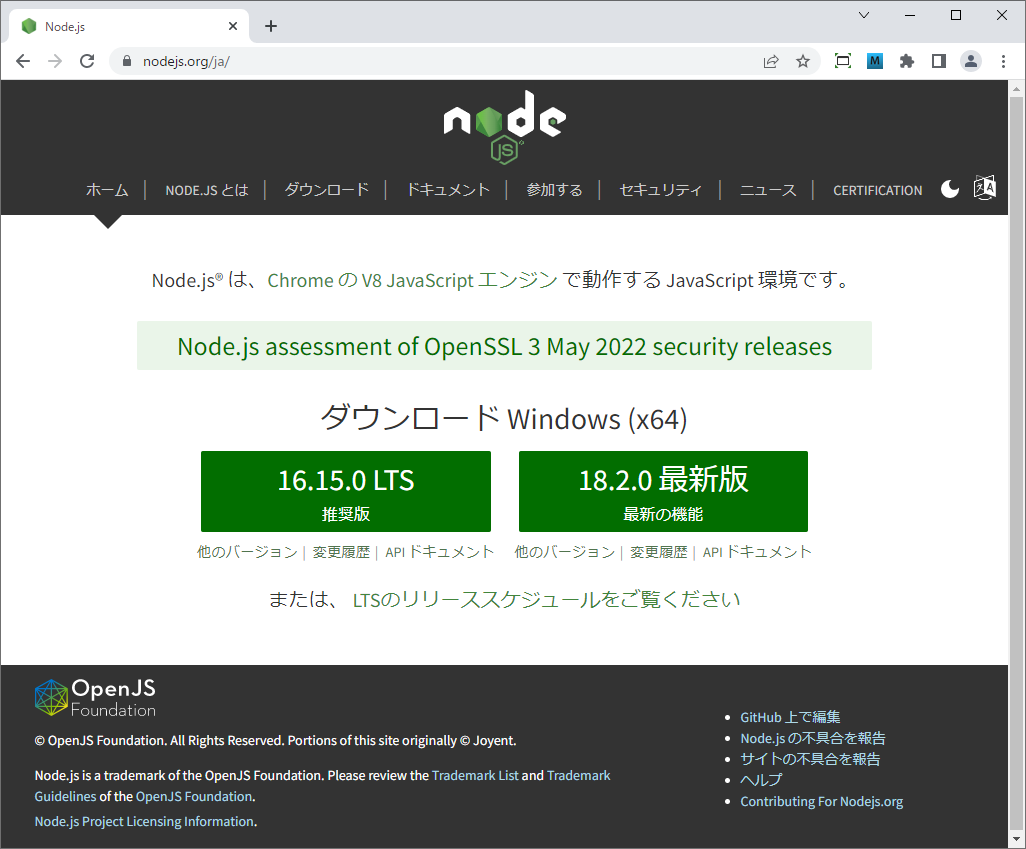 Node.js
nodejs.org/ja/
M
node
JS
ホーム | NODE.JS とは | ダウンロード | ドキュメント | 参加する | セキュリティ | ニュース | CERTIFICATION
Node.js® は、Chrome の V8 JavaScript エンジン で動作する JavaScript 環境です。
Node.js assessment of OpenSSL 3 May 2022 security releases
ダウンロード Windows (x64)
16.15.0 LTS
推奨版
18.2.0 最新版
最新の機能
他のバージョン | 変更履歴 | API ドキュメント
他のバージョン | 変更履歴 | API ドキュメント
または、 LTSのリリーススケジュールをご覧ください
OpenJS
Foundation
© OpenJS Foundation. All Rights Reserved. Portions of this site originally © Joyent.
Node.js is a trademark of the OpenJS Foundation. Please review the Trademark List and Trademark
Guidelines of the OpenJS Foundation.
Node.js Project Licensing Information.
GitHub 上で編集
Node.js の不具合を報告
サイトの不具合を報告
ヘルプ
Contributing For Nodejs.org